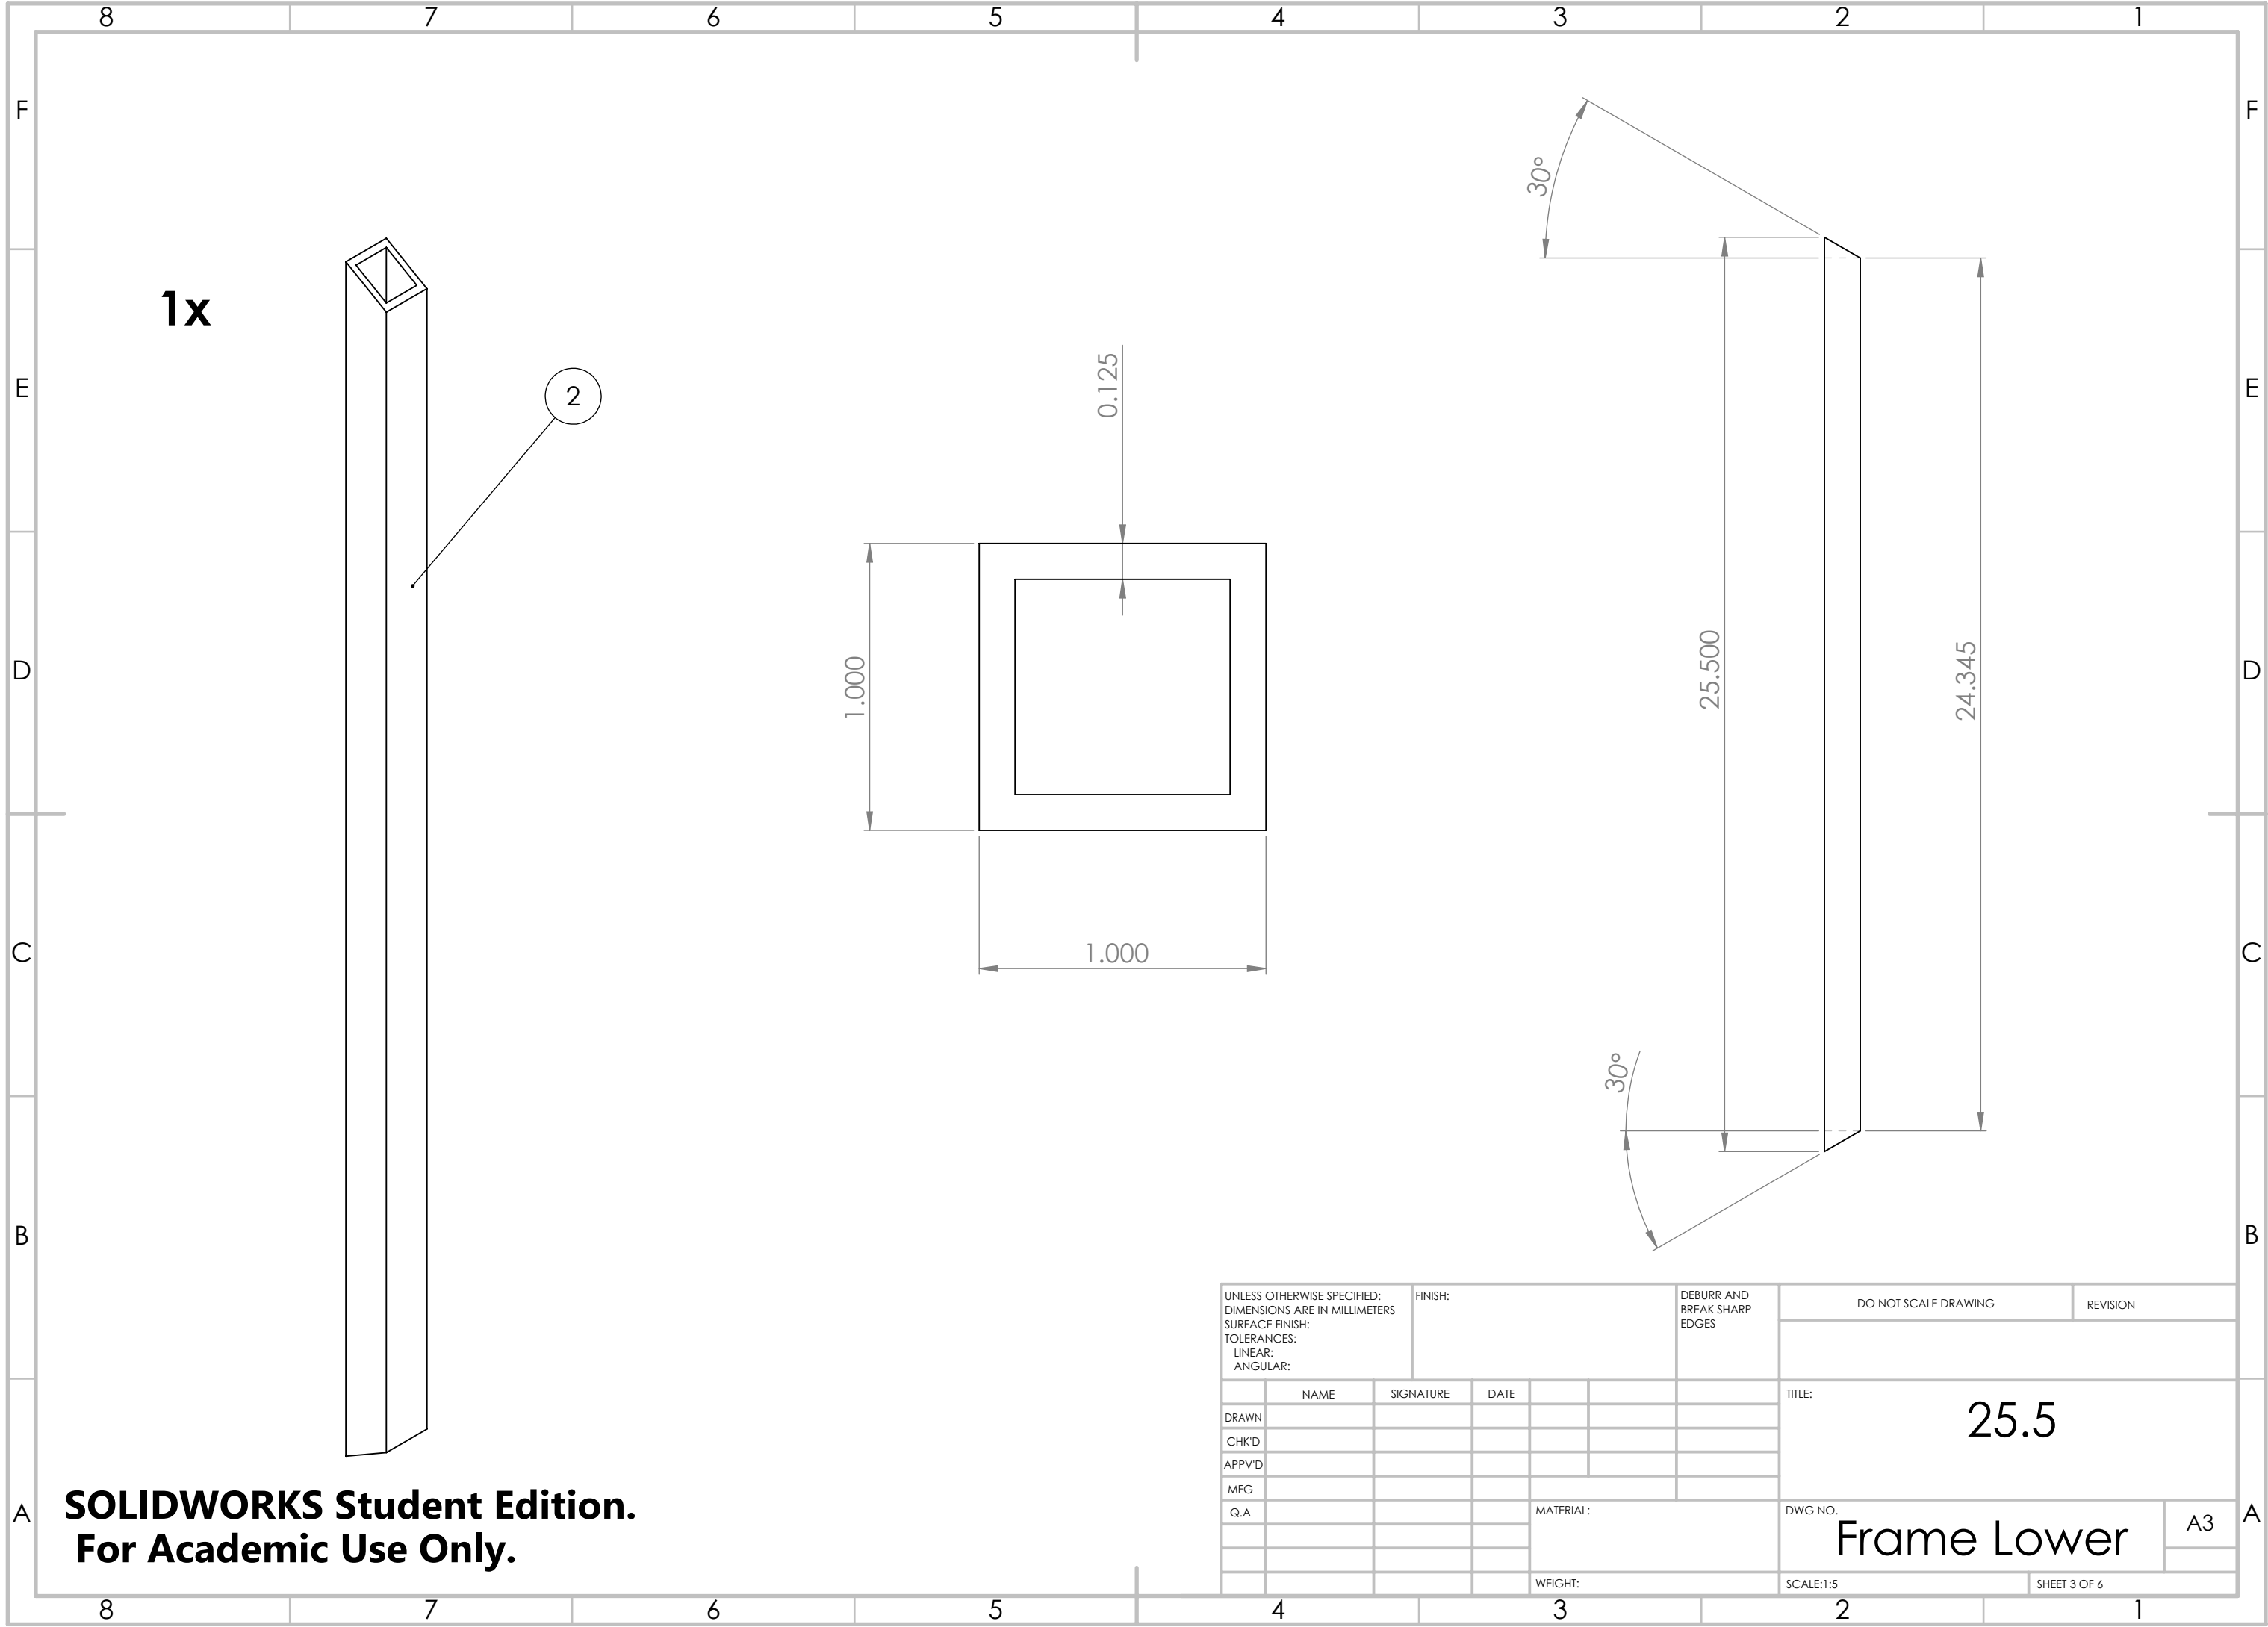 8 7 6 5 4 3 2 1
F F
30°
1x
E E
2
0.125
D D
1.000
25.500
24.345
C C
1.000
30°
B B
UNLESS OTHERWISE SPECIFIED:
DIMENSIONS ARE IN MILLIMETERS
SURFACE FINISH:
TOLERANCES:
LINEAR:
ANGULAR:
FINISH:
DEBURR AND
BREAK SHARP
EDGES
DO NOT SCALE DRAWING
REVISION
NAME SIGNATURE DATE
DRAWN
CHK'D
APPV'D
MFG
Q.A
TITLE:
25.5
MATERIAL:
DWG NO.
Frame Lower
A3
WEIGHT:
SCALE:1:5
SHEET 3 OF 6
A A
SOLIDWORKS Student Edition.
For Academic Use Only.
8 7 6 5 4 3 2 1